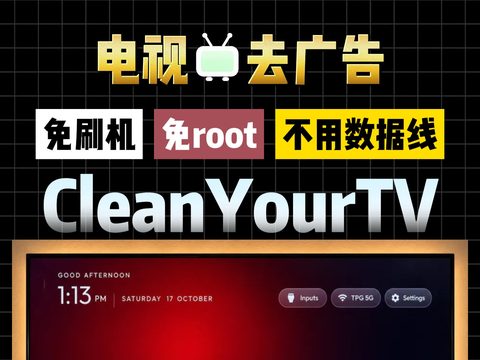 电视去广告
免刷机 免root 不用数据线
CleanYourTV
GOOD AFTERNOON
1:13 PM SATURDAY 17 OCTOBER
Inputs TPG 5G Settings